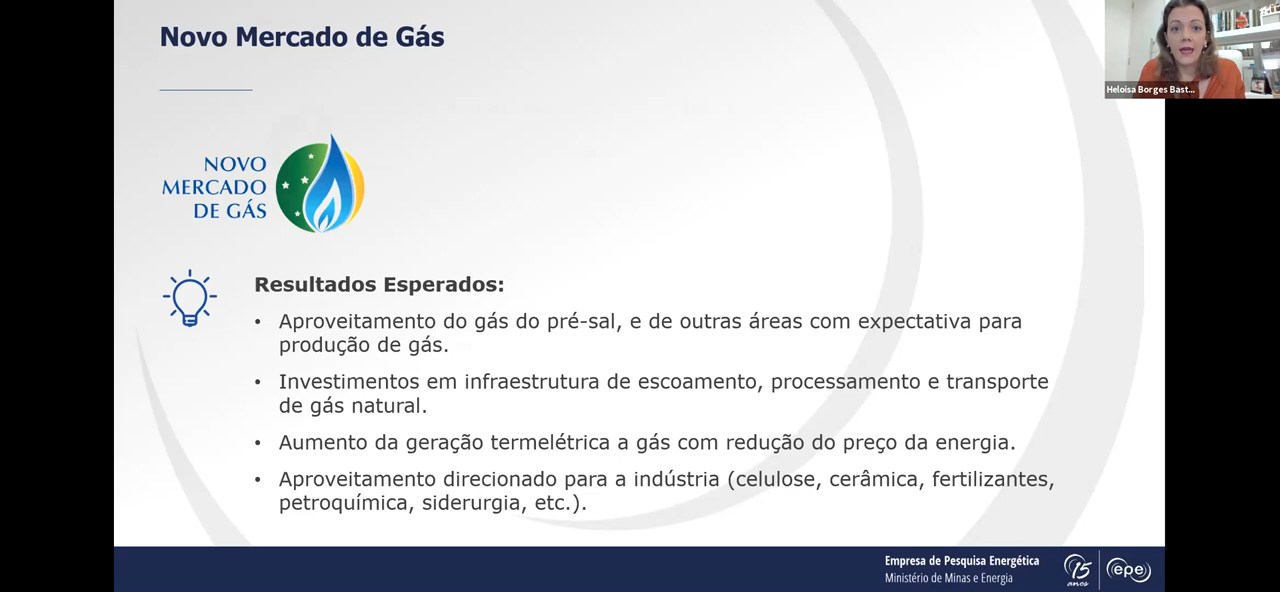 Novo Mercado de Gás
Heloisa Borges Bast...
NOVO
MERCADO
DE GÁS
Resultados Esperados:
• Aproveitamento do gás do pré-sal, e de outras áreas com expectativa para
produção de gás.
• Investimentos em infraestrutura de escoamento, processamento e transporte
de gás natural.
• Aumento da geração termelétrica a gás com redução do preço da energia.
• Aproveitamento direcionado para a indústria (celulose, cerâmica, fertilizantes,
petroquímica, siderurgia, etc.).
Empresa de Pesquisa Energética
Ministério de Minas e Energia
15
anos
epe